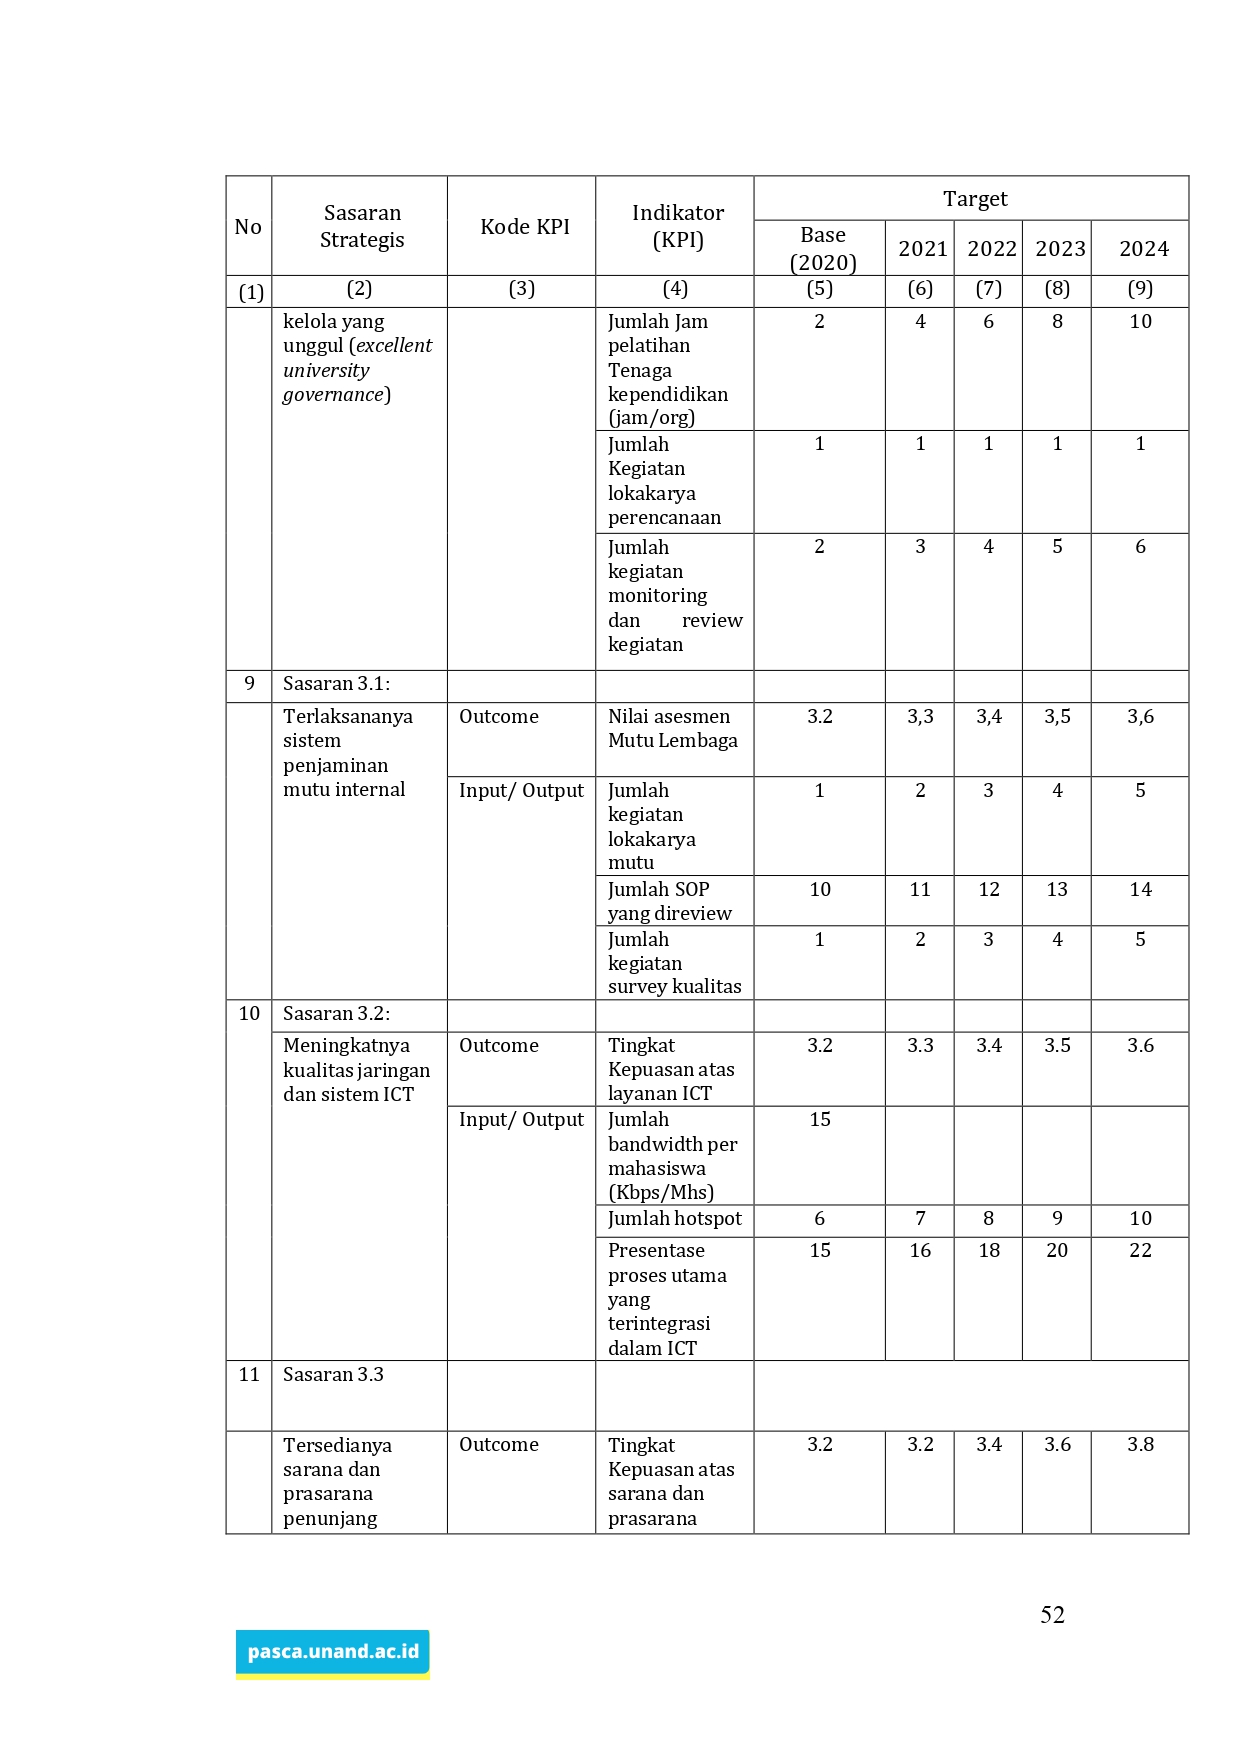 No
Sasaran
Strategis
Kode KPI
Indikator
(KPI)
Target
Base
(2020)
2021
2022
2023
2024
(1)
(2)
(3)
(4)
(5)
(6)
(7)
(8)
(9)
kelola yang
unggul (excellent
university
governance)
Jumlah Jam
pelatihan
Tenaga
kependidikan
(jam/org)
2
4
6
8
10
Jumlah
Kegiatan
lokakarya
perencanaan
1
1
1
1
1
Jumlah
kegiatan
monitoring
dan review
kegiatan
2
3
4
5
6
9
Sasaran 3.1:
Terlaksananya
sistem
penjaminan
mutu internal
Outcome
Nilai asesmen
Mutu Lembaga
3.2
3,3
3,4
3,5
3,6
Input/ Output
Jumlah
kegiatan
lokakarya
mutu
1
2
3
4
5
Jumlah SOP
yang direview
10
11
12
13
14
Jumlah
kegiatan
survey kualitas
1
2
3
4
5
10
Sasaran 3.2:
Meningkatnya
kualitas jaringan
dan sistem ICT
Outcome
Tingkat
Kepuasan atas
layanan ICT
3.2
3.3
3.4
3.5
3.6
Input/ Output
Jumlah
bandwidth per
mahasiswa
(Kbps/Mhs)
15
Jumlah hotspot
6
7
8
9
10
Presentase
proses utama
yang
terintegrasi
dalam ICT
15
16
18
20
22
11
Sasaran 3.3
Tersedianya
sarana dan
prasarana
penunjang
Outcome
Tingkat
Kepuasan atas
sarana dan
prasarana
3.2
3.2
3.4
3.6
3.8
52
pasca.unand.ac.id